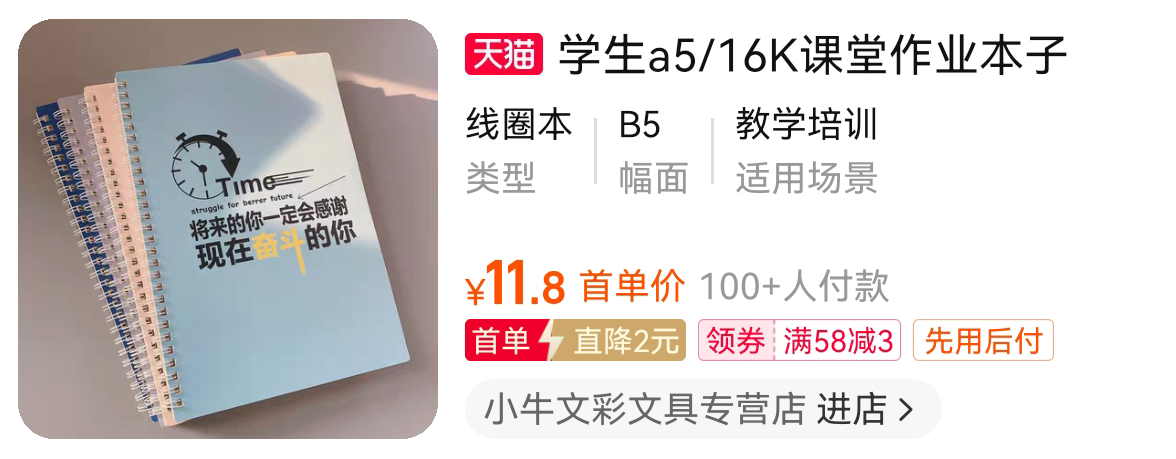 Time
struggle for berrer future
将来的你一定会感谢
现在奋斗的你
天猫 学生a5/16K课堂作业本子
线圈本 B5 教学培训
类型 幅面 适用场景
¥11.8 首单价 100+人付款
首单 直降2元 领券 满58减3 先用后付
小牛文彩文具专营店 进店 >